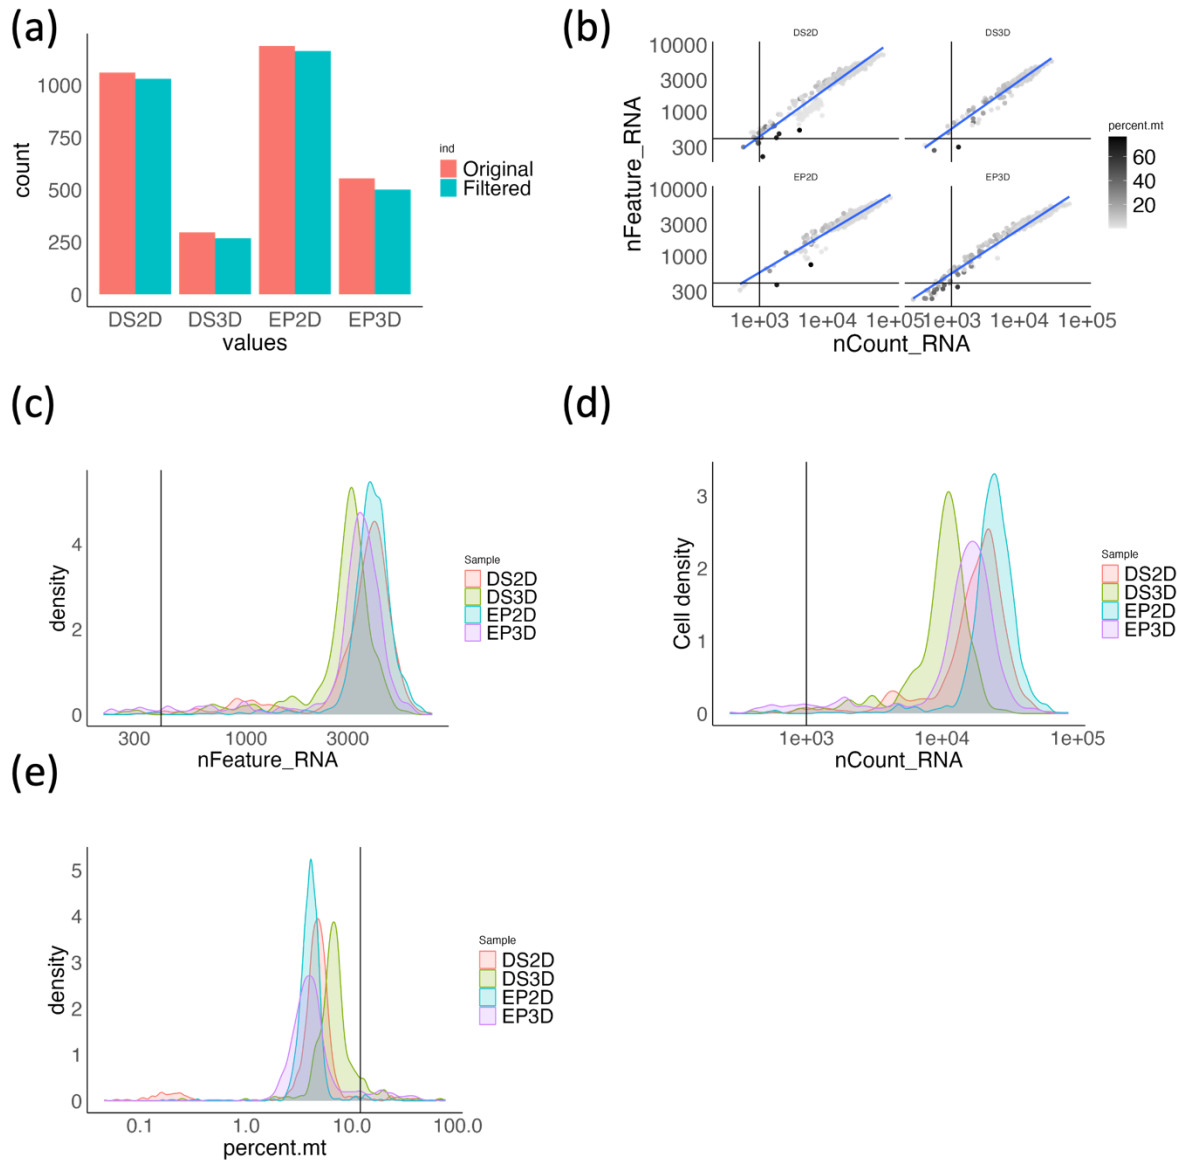 (a)
1000
750
500
250
0
count
DS2D DS3D EP2D EP3D
values
ind
Original
Filtered
(b)
DS2D DS3D
10000
3000
1000
300
EP2D EP3D
10000
3000
1000
300
nFeature_RNA
1e+03 1e+04 1e+05 1e+03 1e+04 1e+05
nCount_RNA
percent.mt
60
40
20
(c)
4
2
0
density
300 1000 3000
nFeature_RNA
Sample
DS2D
DS3D
EP2D
EP3D
(d)
3
2
1
0
Cell density
1e+03 1e+04 1e+05
nCount_RNA
Sample
DS2D
DS3D
EP2D
EP3D
(e)
5
4
3
2
1
0
density
0.1 1.0 10.0 100.0
percent.mt
Sample
DS2D
DS3D
EP2D
EP3D